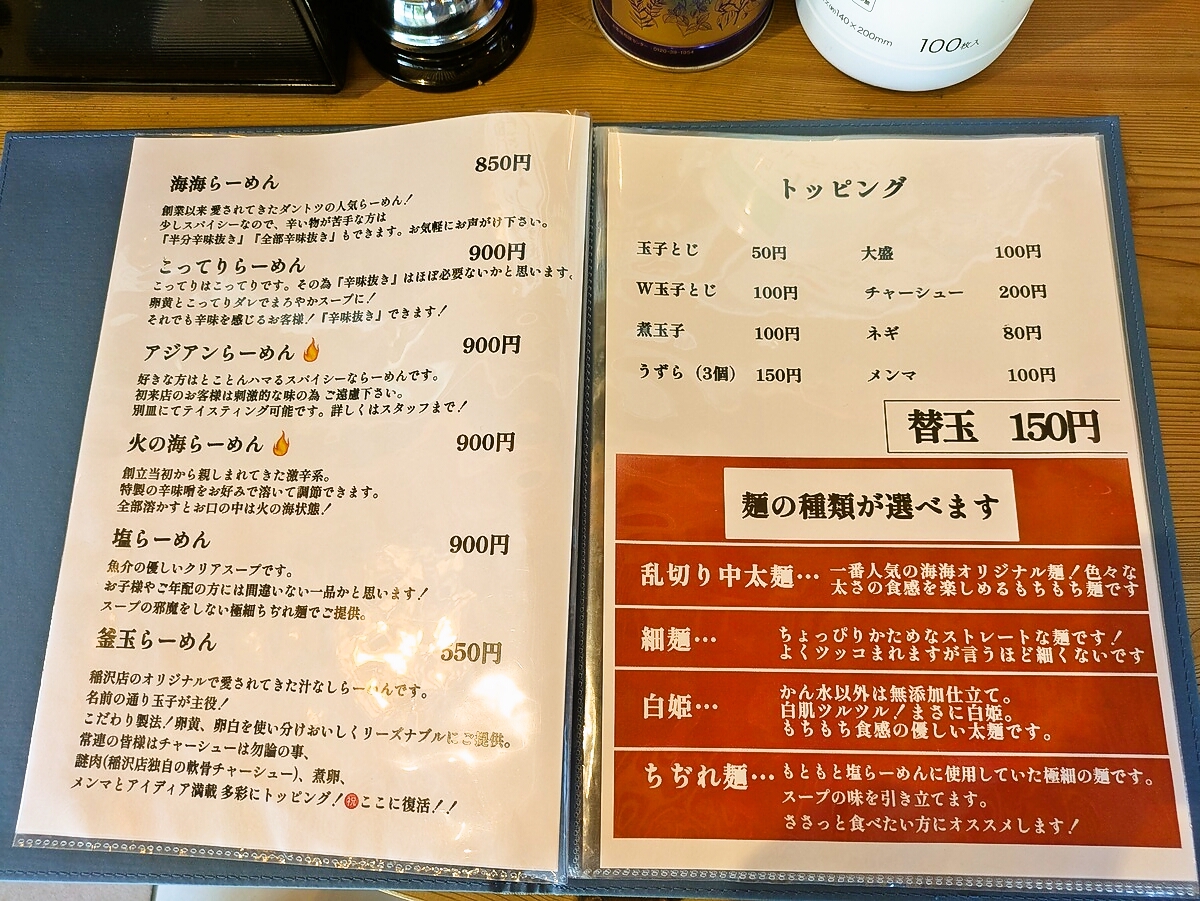 140×200mm
100枚入
海海らーめん
850円
創業以来 愛されてきたダントツの人気らーめん!
少しスパイシーなので、辛い物が苦手な方は
『半分辛味抜き』『全部辛味抜き』もできます。お気軽にお声がけ下さい。
こってりらーめん
900円
こってりはこってりです。その為『辛味抜き』はほぼ必要ないかと思います。
卵黄とこってりダレでまろやかスープに!
それでも辛味を感じるお客様!『辛味抜き』できます!
アジアンらーめん
900円
好きな方はとことんハマるスパイシーならーめんです。
初来店のお客様は刺激的な味の為 ご遠慮下さい。
別皿にてテイスティング可能です。詳しくはスタッフまで!
火の海らーめん
900円
創立当初から親しまれてきた激辛系。
特製の辛味噌をお好みで溶いて調節できます。
全部溶かすとお口の中は火の海状態!
塩らーめん
900円
魚介の優しいクリアスープです。
お子様やご年配の方には間違いない一品かと思います!
スープの邪魔をしない極細ちぢれ麺でご提供。
釜玉らーめん
550円
稲沢店のオリジナルで愛されてきた汁なしらーめんです。
名前の通り玉子が主役!
こだわり製法!卵黄、卵白を使い分けおいしくリーズナブルにご提供。
常連の皆様はチャーシューは勿論の事、
謎肉(稲沢店独自の軟骨チャーシュー)、煮卵、
メンマとアイディア満載 多彩にトッピング!㊗ここに復活!!
トッピング
玉子とじ 50円 大盛 100円
W玉子とじ 100円 チャーシュー 200円
煮玉子 100円 ネギ 80円
うずら(3個) 150円 メンマ 100円
替玉 150円
麺の種類が選べます
乱切り中太麺… 一番人気の海海オリジナル麺!色々な
太さの食感を楽しめるもちもち麺です
細麺… ちょっぴりかためなストレートな麺です!
よくツッコまれますが言うほど細くないです
白姫… かん水以外は無添加仕立て。
白肌ツルツル!まさに白姫。
もちもち食感の優しい太麺です。
ちぢれ麺… もともと塩らーめんに使用していた極細の麺です。
スープの味を引き立てます。
ささっと食べたい方にオススメします!